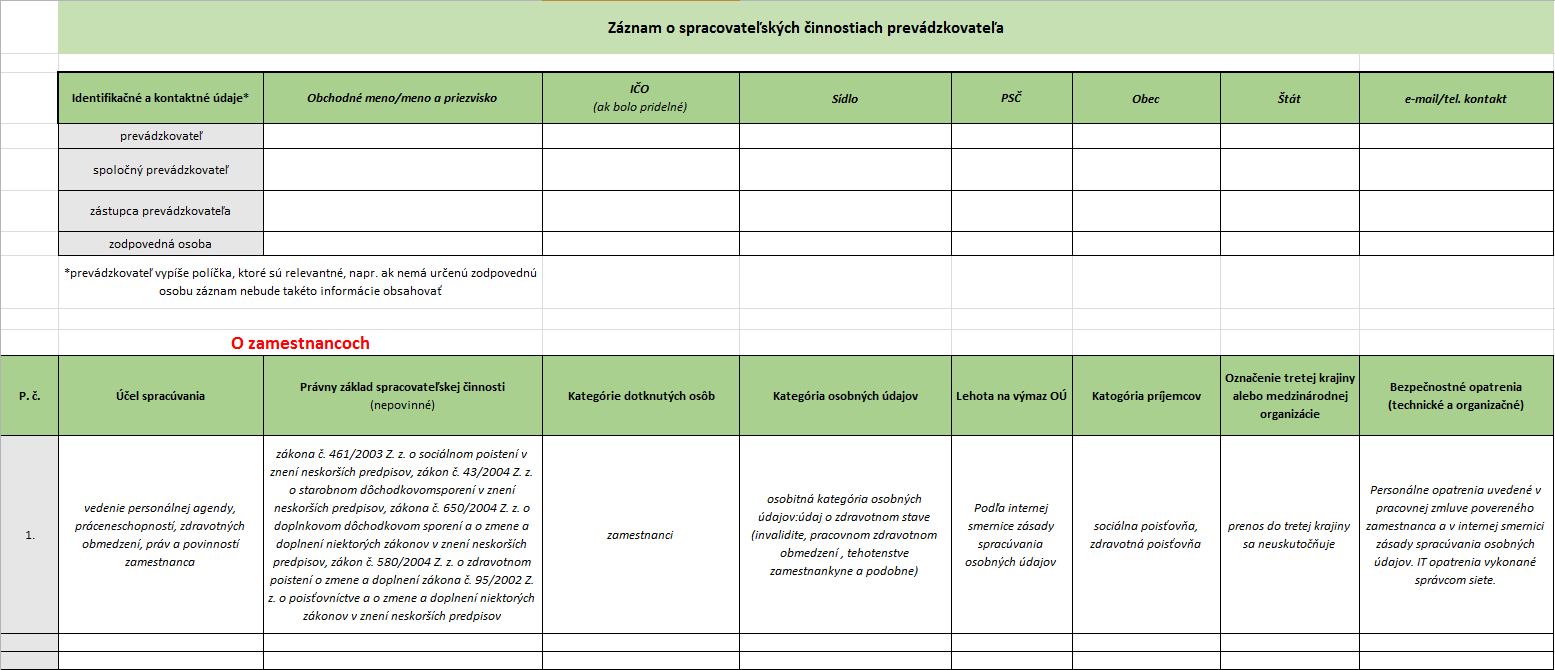 Záznam o spracovateľských činnostiach prevádzkovateľa
Identifikačné a kontaktné údaje*
Obchodné meno/meno a priezvisko
IČO
(ak bolo pridelné)
Sídlo
PSČ
Obec
Štát
e-mail/tel. kontakt
prevádzkovateľ
spoločný prevádzkovateľ
zástupca prevádzkovateľa
zodpovedná osoba
*prevádzkovateľ vypíše políčka, ktoré sú relevantné, napr. ak nemá určenú zodpovednú
osobu záznam nebude takéto informácie obsahovať
O zamestnancoch
P. č.
Účel spracúvania
Právny základ spracovateľskej činnosti
(nepovinné)
Kategórie dotknutých osôb
Kategória osobných údajov
Lehota na výmaz OÚ
Katogória príjemcov
Označenie tretej krajiny
alebo medzinárodnej
organizácie
Bezpečnostné opatrenia
(technické a organizačné)
1.
vedenie personálnej agendy,
práceneschopností, zdravotných
obmedzení, práv a povinností
zamestnanca
zákona č. 461/2003 Z. z. o sociálnom poistení v
znení neskorších predpisov, zákon č. 43/2004 Z. z.
o starobnom dôchodkovomsporení v znení
neskorších predpisov, zákona č. 650/2004 Z. z. o
doplnkovom dôchodkovom sporení a o zmene a
doplnení niektorých zákonov v znení neskorších
predpisov, zákon č. 580/2004 Z. z. o zdravotnom
poistení o zmene a doplnení zákona č. 95/2002 Z.
z. o poisťovníctve a o zmene a doplnení niektorých
zákonov v znení neskorších predpisov
zamestnanci
osobitná kategória osobných
údajov:údaj o zdravotnom stave
(invalidite, pracovnom zdravotnom
obmedzení , tehotenstve
zamestnankyne a podobne)
Podľa internej
smernice zásady
spracúvania
osobných údajov
sociálna poisťovňa,
zdravotná poisťovňa
prenos do tretej krajiny
sa neuskutočňuje
Personálne opatrenia uvedené v
pracovnej zmluve povereného
zamestnanca a v internej smernici
zásady spracúvania osobných
údajov. IT opatrenia vykonané
správcom siete.